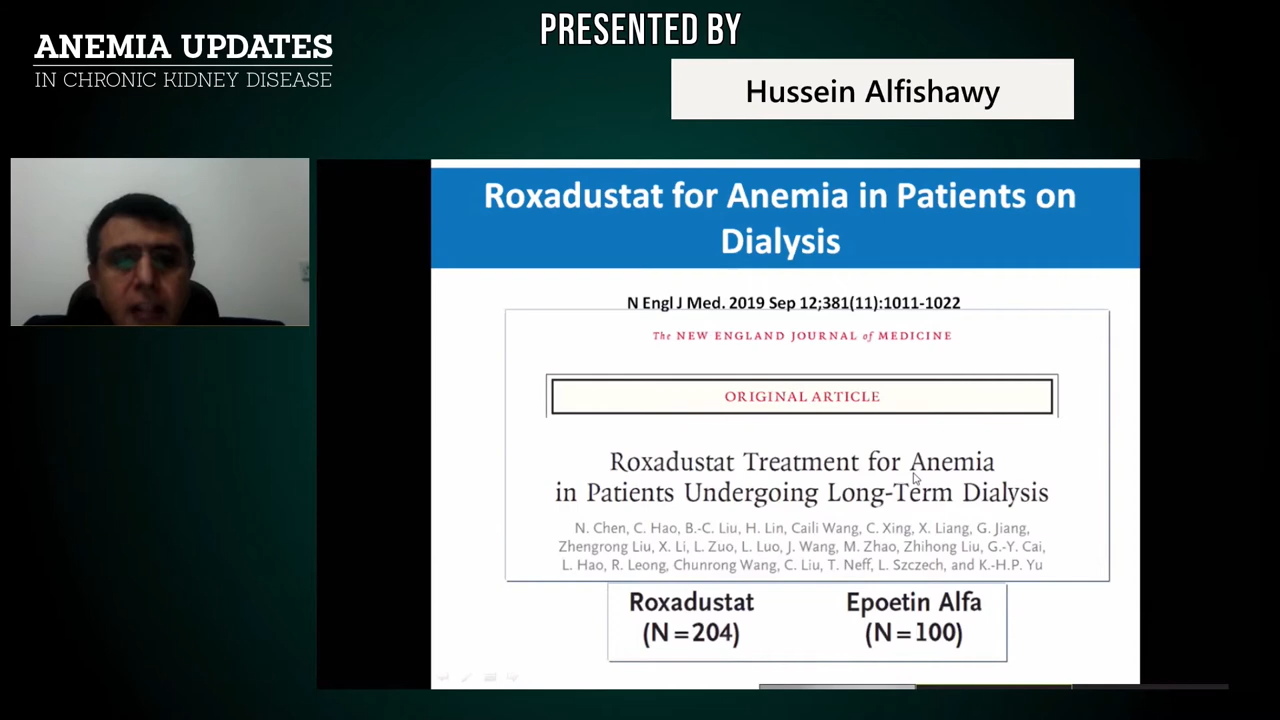 ANEMIA UPDATES
IN CHRONIC KIDNEY DISEASE
PRESENTED BY
Hussein Alfishawy
Roxadustat for Anemia in Patients on
Dialysis
N Engl J Med. 2019 Sep 12;381(11):1011-1022
The NEW ENGLAND JOURNAL of MEDICINE
ORIGINAL ARTICLE
Roxadustat Treatment for Anemia
in Patients Undergoing Long-Term Dialysis
N. Chen, C. Hao, B.-C. Liu, H. Lin, Caili Wang, C. Xing, X. Liang, G. Jiang,
Zhengrong Liu, X. Li, L. Zuo, L. Luo, J. Wang, M. Zhao, Zhihong Liu, G.-Y. Cai,
L. Hao, R. Leong, Chunrong Wang, C. Liu, T. Neff, L. Szczech, and K.-H.P. Yu
Roxadustat Epoetin Alfa
(N=204) (N=100)